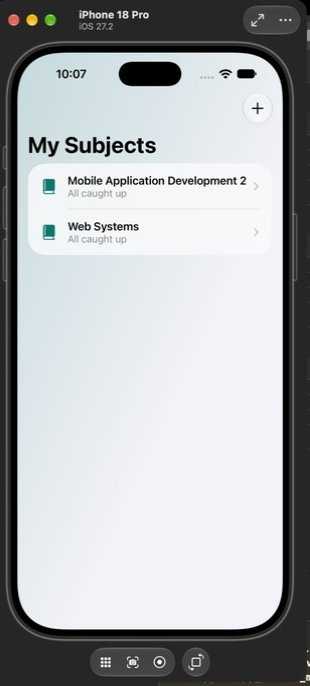 iPhone 18 Pro
iOS 27.2
10:07
My Subjects
Mobile Application Development 2
All caught up
Web Systems
All caught up